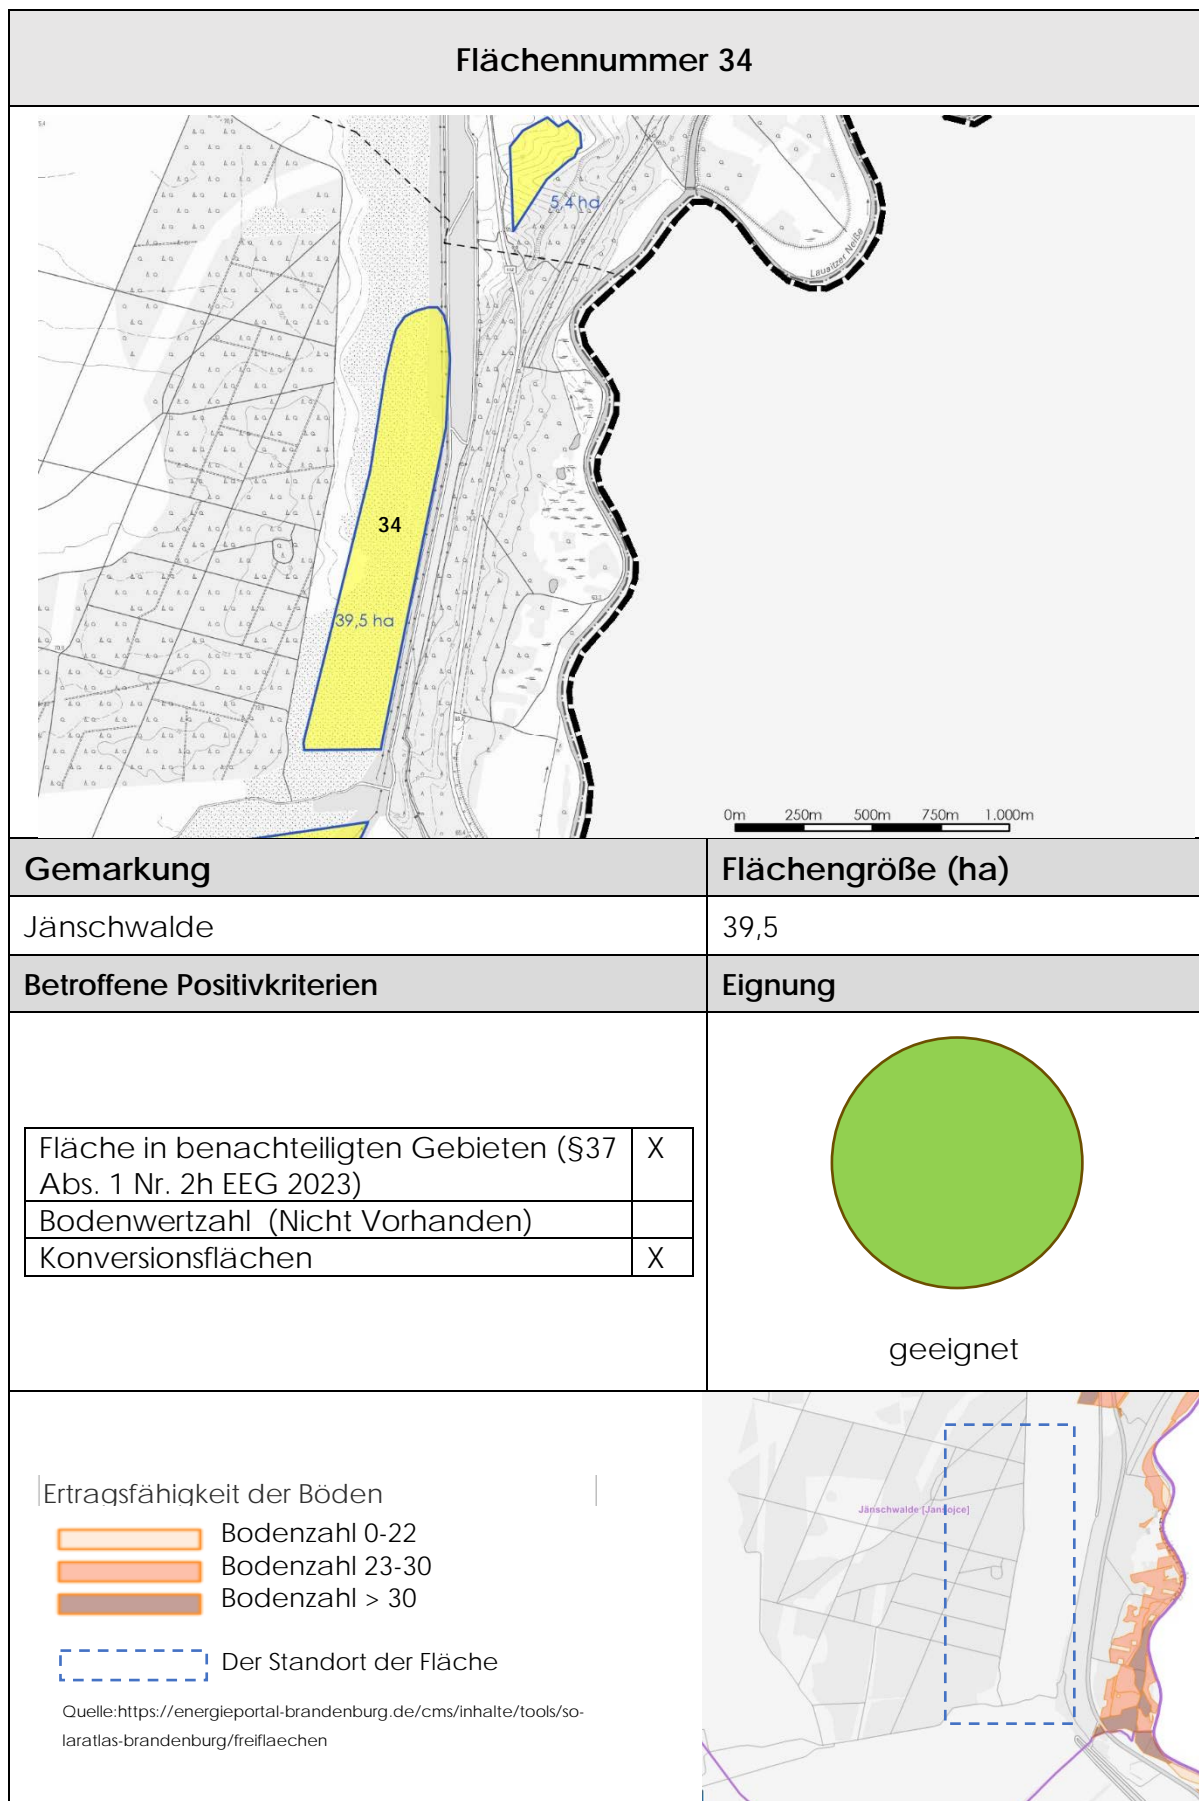 Flächennummer 34
5,4 ha
Lausitzer Neiße
34
39,5 ha
0m 250m 500m 750m 1.000m
Gemarkung
Flächengröße (ha)
Jänschwalde
39,5
Betroffene Positivkriterien
Eignung
Fläche in benachteiligten Gebieten (§37 X
Abs. 1 Nr. 2h EEG 2023)
Bodenwertzahl (Nicht Vorhanden)
Konversionsflächen X
geeignet
Ertragsfähigkeit der Böden
Bodenzahl 0-22
Bodenzahl 23-30
Bodenzahl > 30
Der Standort der Fläche
Quelle:https://energieportal-brandenburg.de/cms/inhalte/tools/so-
laratlas-brandenburg/freiflaechen
Jänschwalde [Janšojce]